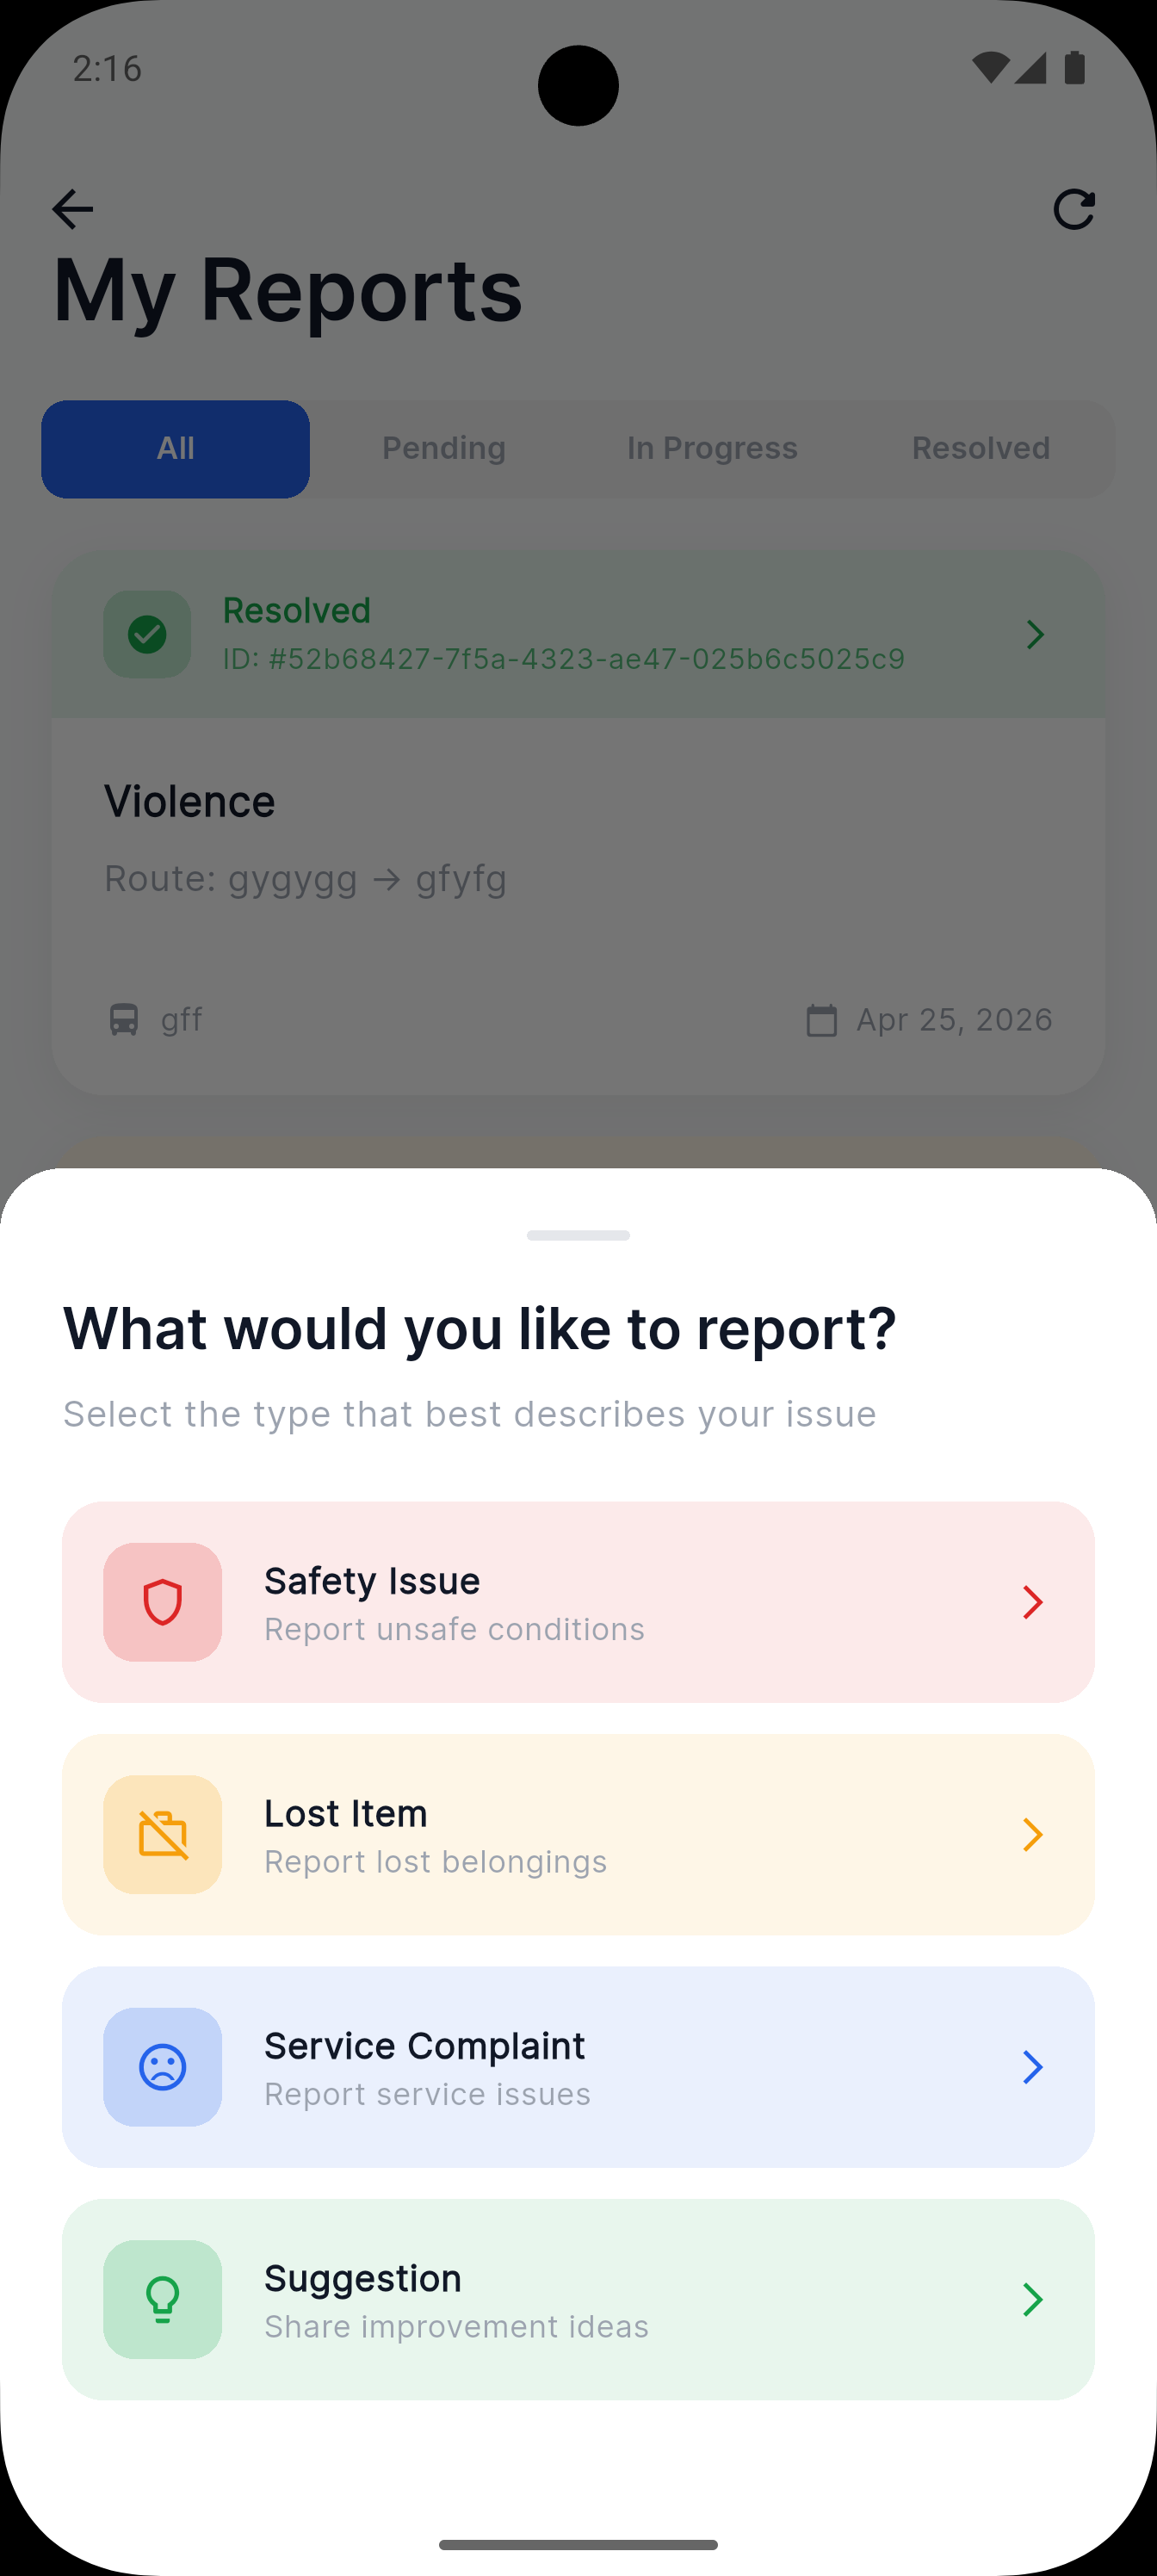 2:16
My Reports
All
Pending
In Progress
Resolved
Resolved
ID: #52b68427-7f5a-4323-ae47-025b6c5025c9
Violence
Route: gygygg → gfyfg
gff
Apr 25, 2026
What would you like to report?
Select the type that best describes your issue
Safety Issue
Report unsafe conditions
Lost Item
Report lost belongings
Service Complaint
Report service issues
Suggestion
Share improvement ideas